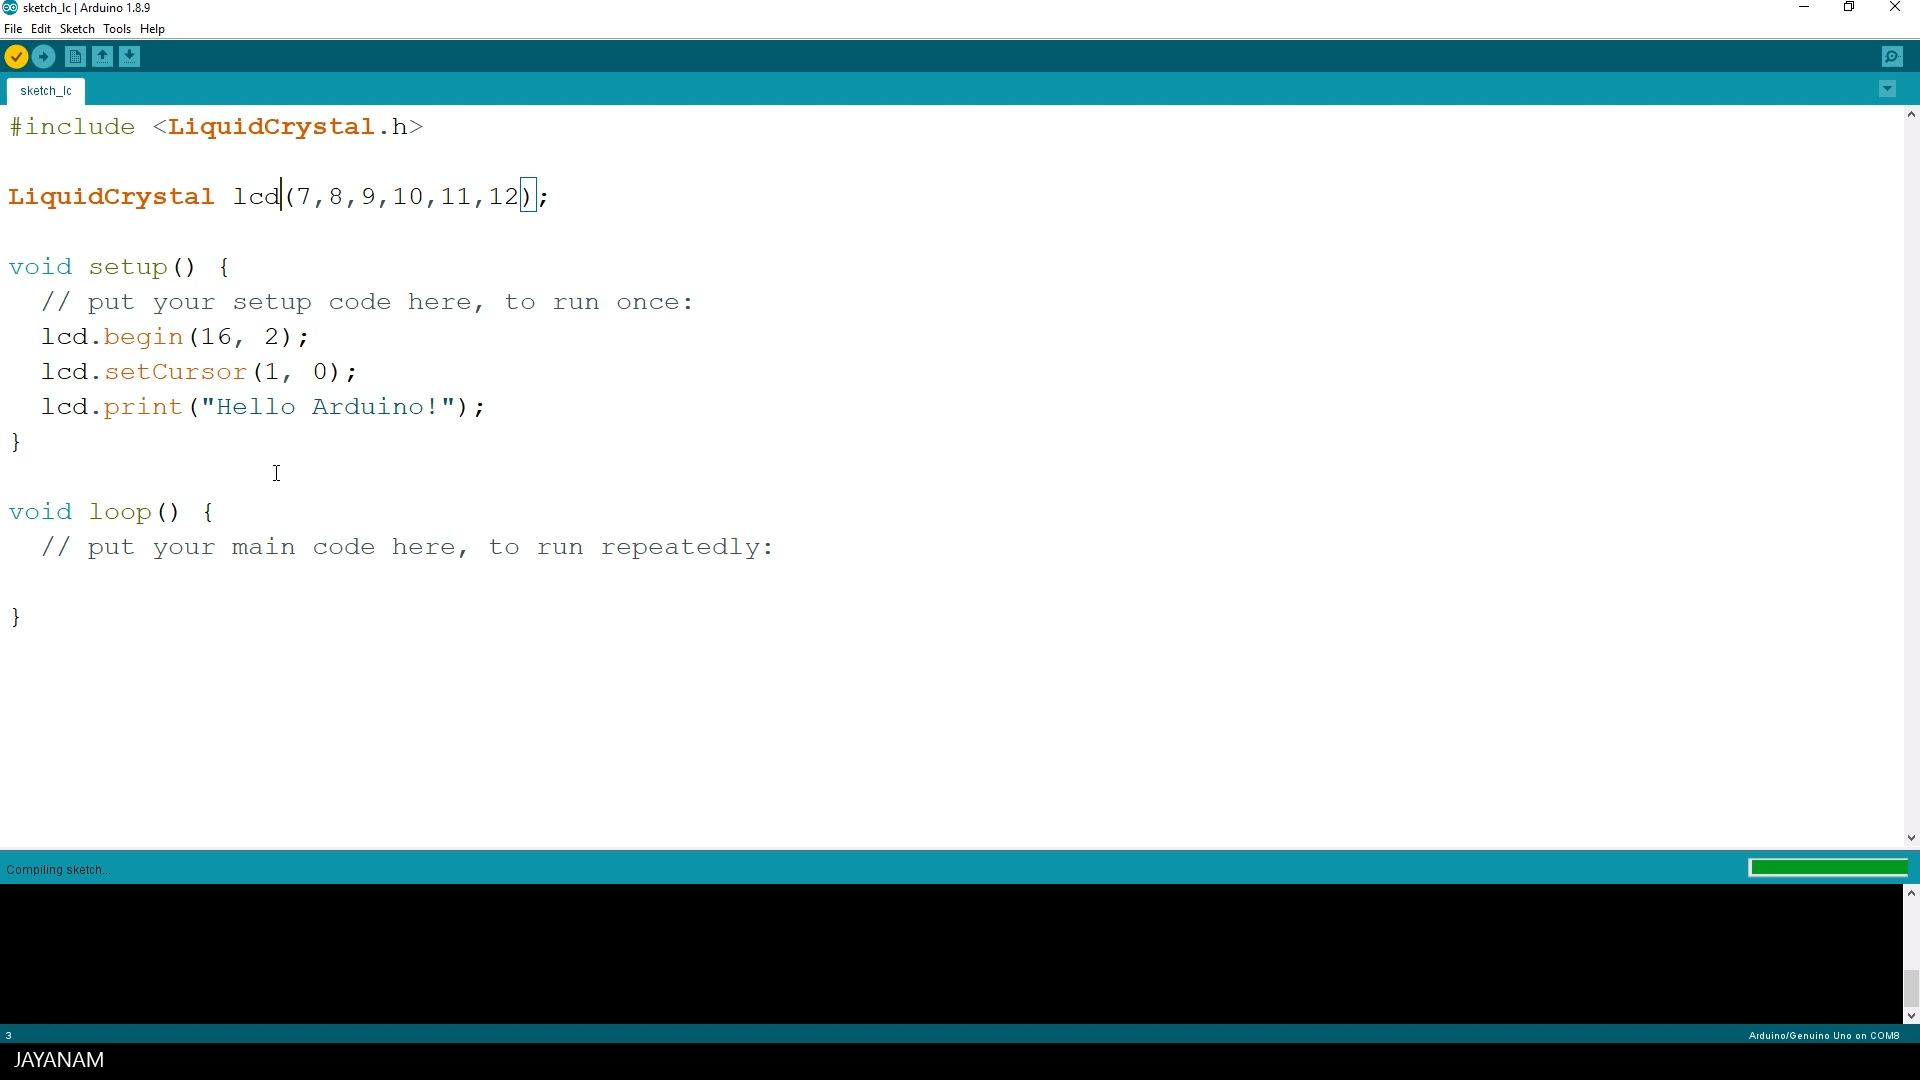 sketch_lc | Arduino 1.8.9
File Edit Sketch Tools Help
sketch_lc
#include <LiquidCrystal.h>
LiquidCrystal lcd(7,8,9,10,11,12);
void setup() {
// put your setup code here, to run once:
lcd.begin(16, 2);
lcd.setCursor(1, 0);
lcd.print("Hello Arduino!");
}
void loop() {
// put your main code here, to run repeatedly:
}
Compiling sketch...
3
Arduino/Genuino Uno on COM8
JAYANAM